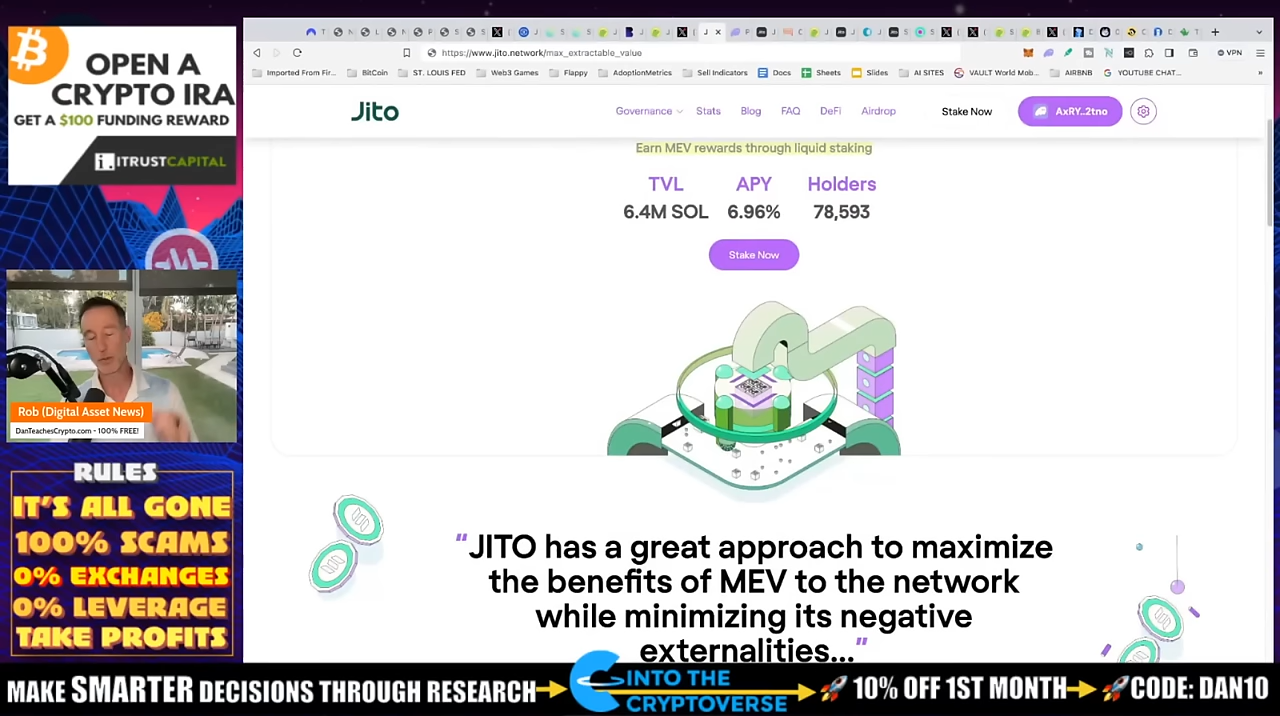 OPEN A
CRYPTO IRA
GET A $100 FUNDING REWARD
i. ITRUSTCAPITAL
Rob (Digital Asset News)
DanTeachesCrypto.com - 100% FREE!
RULES
IT'S ALL GONE
100% SCAMS
0% EXCHANGES
0% LEVERAGE
TAKE PROFITS
https://www.jito.network/max_extractable_value
VPN
Imported From Fir... BitCoin ST. LOUIS FED Web3 Games Flappy AdoptionMetrics Sell Indicators Docs Sheets Slides AI SITES VAULT World Mob... AIRBNB YOUTUBE CHAT... »
Jito Governance Stats Blog FAQ DeFi Airdrop Stake Now AxRY..2tno
Earn MEV rewards through liquid staking
TVL APY Holders
6.4M SOL 6.96% 78,593
Stake Now
"JITO has a great approach to maximize
the benefits of MEV to the network
while minimizing its negative
externalities..."
MAKE SMARTER DECISIONS THROUGH RESEARCH INTO THE CRYPTOVERSE 10% OFF 1ST MONTH CODE: DAN10